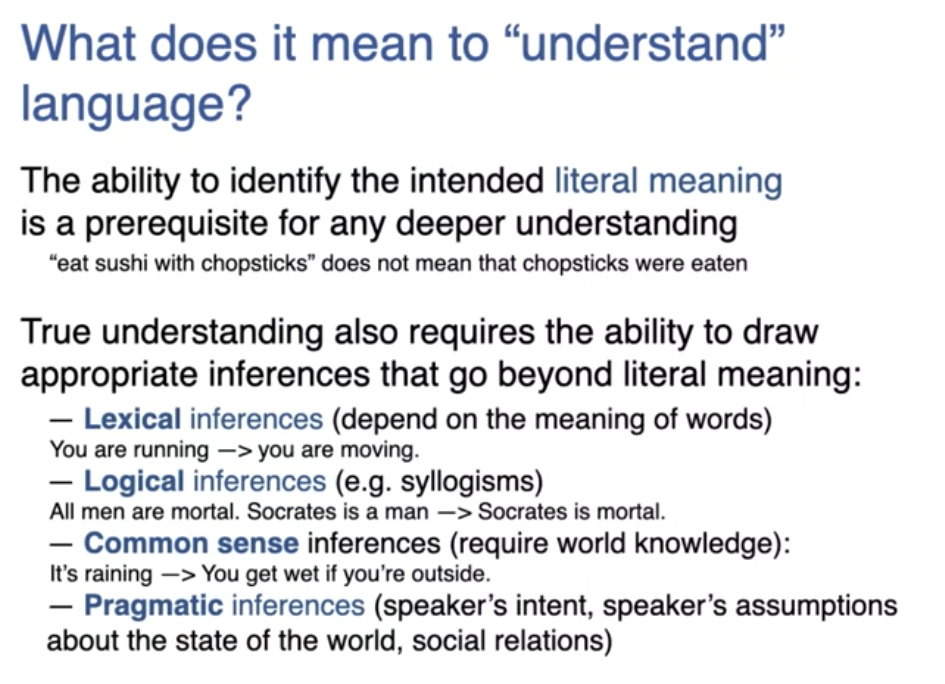 What does it mean to “understand”
language?
The ability to identify the intended literal meaning
is a prerequisite for any deeper understanding
“eat sushi with chopsticks” does not mean that chopsticks were eaten
True understanding also requires the ability to draw
appropriate inferences that go beyond literal meaning:
— Lexical inferences (depend on the meaning of words)
You are running —> you are moving.
— Logical inferences (e.g. syllogisms)
All men are mortal. Socrates is a man —> Socrates is mortal.
— Common sense inferences (require world knowledge):
It’s raining —> You get wet if you’re outside.
— Pragmatic inferences (speaker’s intent, speaker’s assumptions
about the state of the world, social relations)